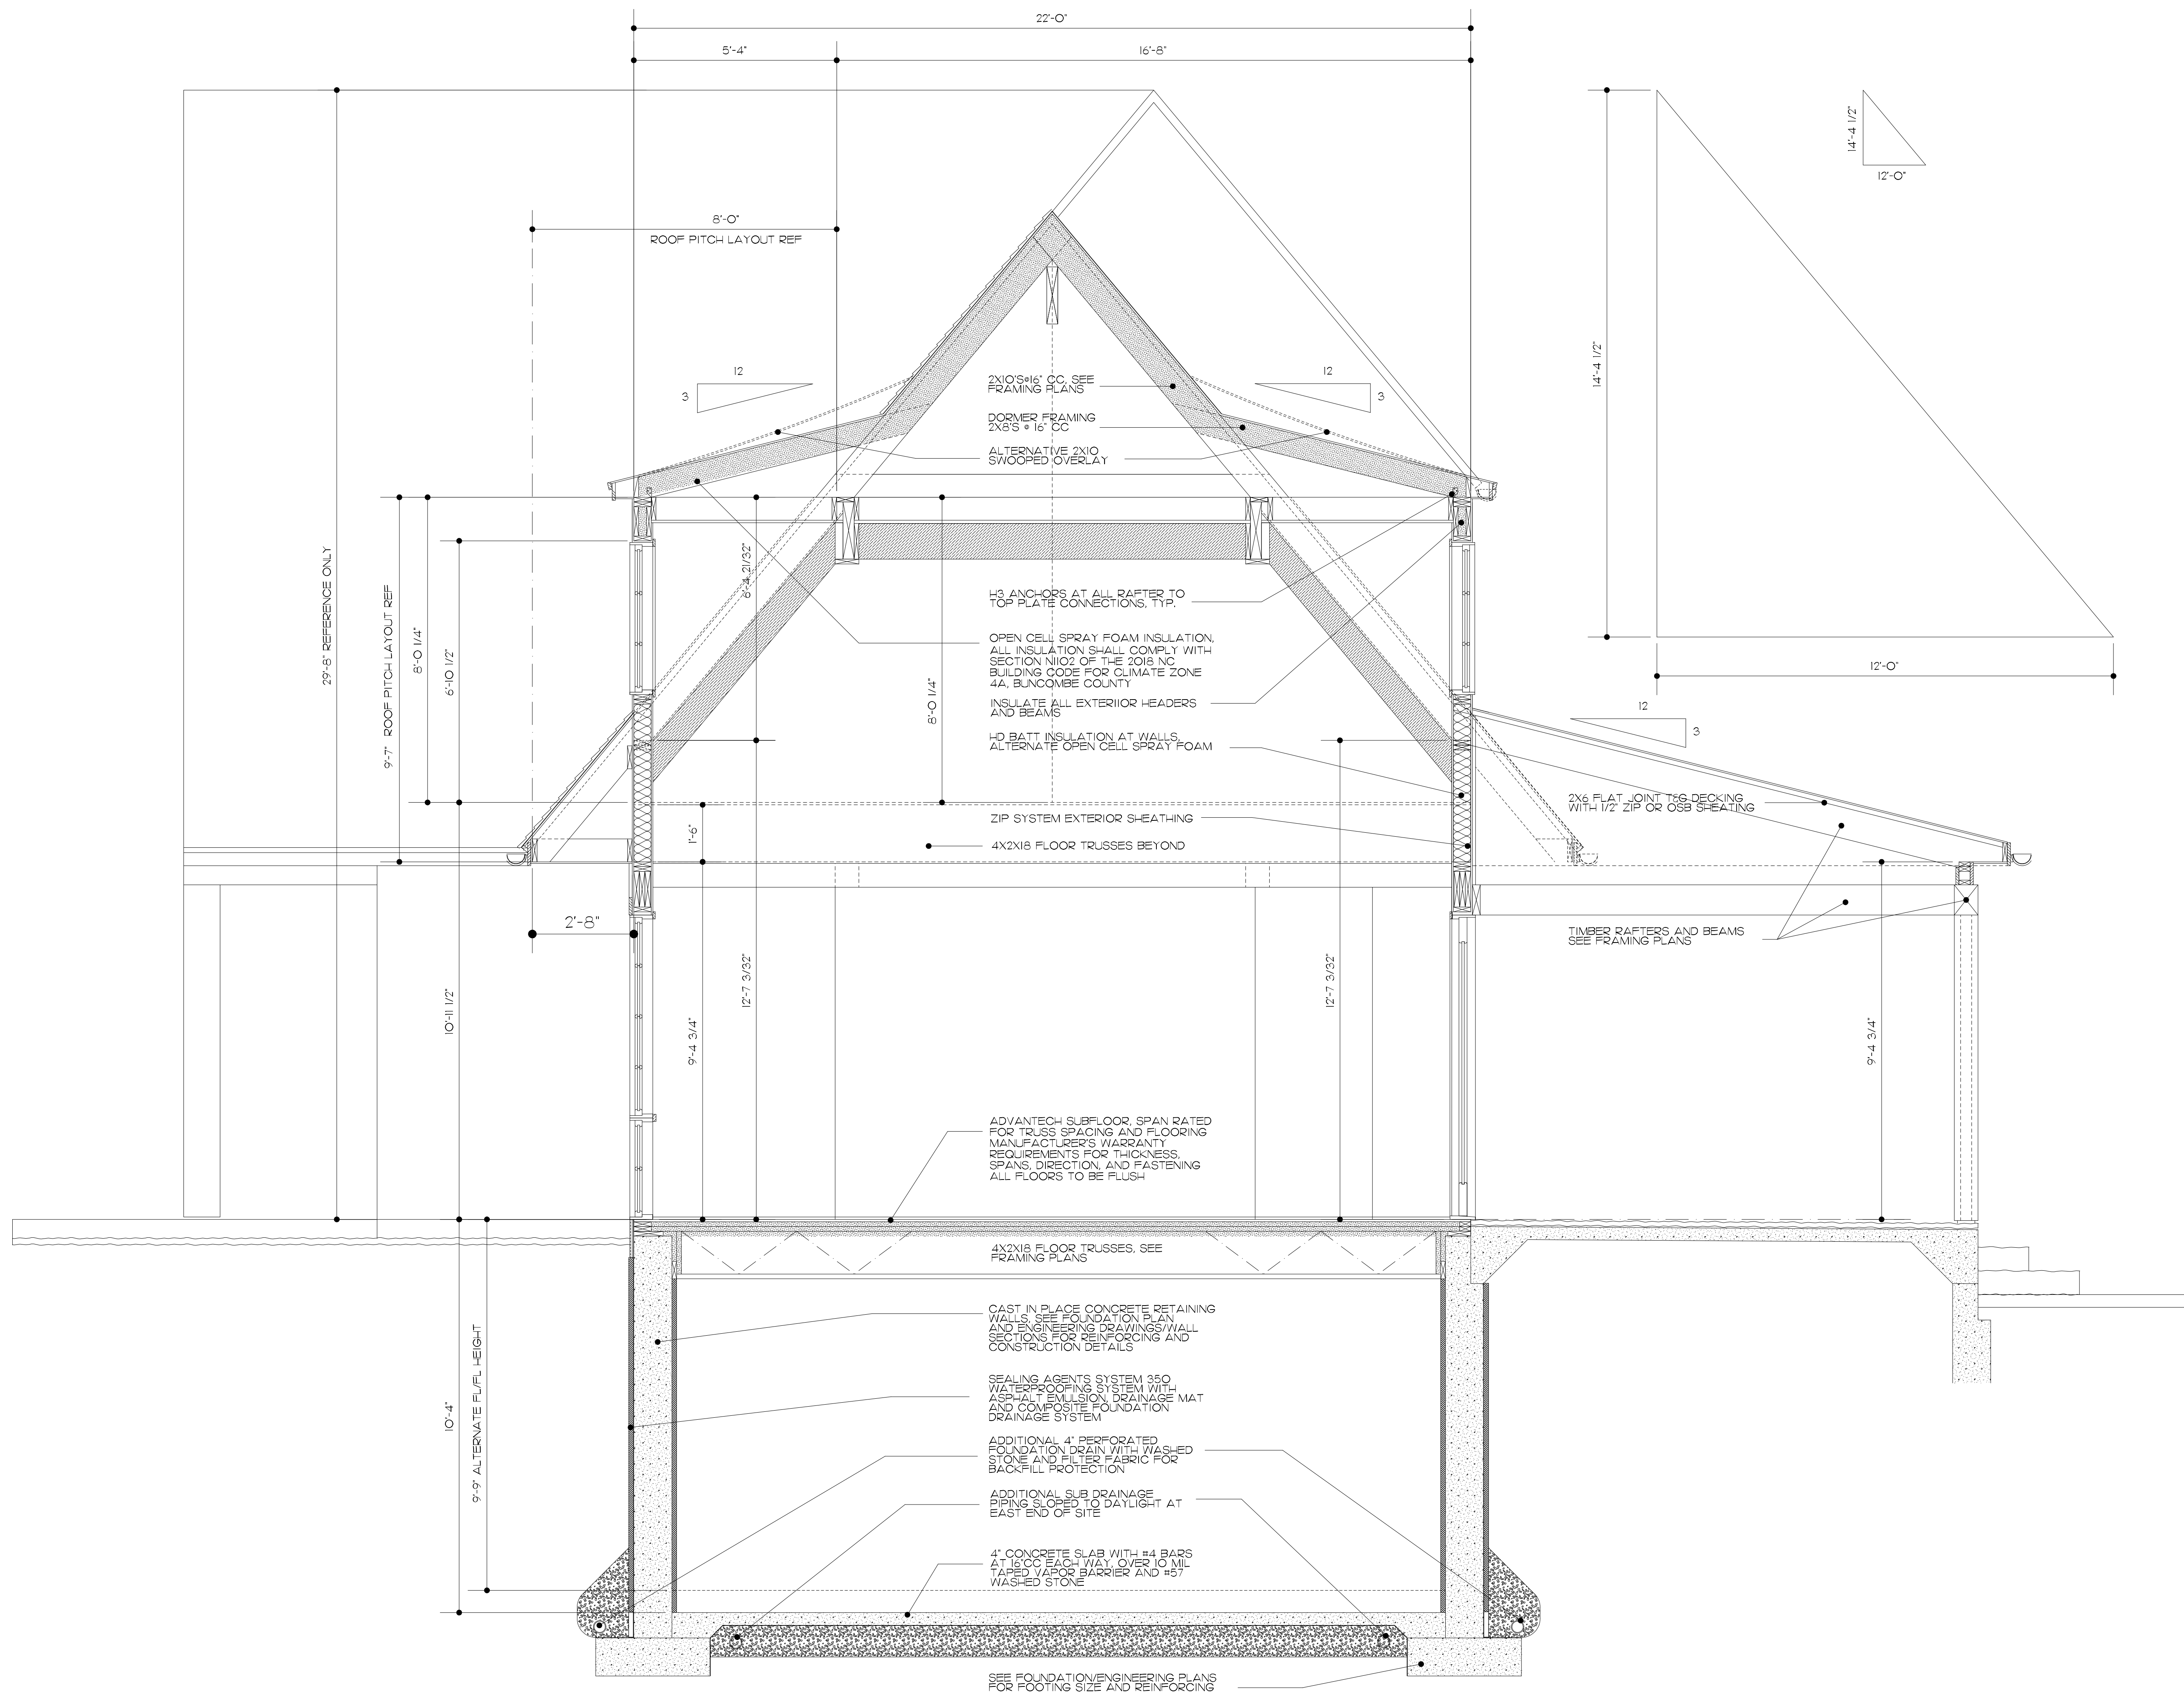 22'-0"
5'-4"
16'-8"
14'-4 1/2"
12'-0"
8'-0"
ROOF PITCH LAYOUT REF
12
3
12
3
2X10'S@16" CC, SEE
FRAMING PLANS
DORMER FRAMING
2X8'S @ 16" CC
ALTERNATIVE 2X10
SWOOPED OVERLAY
14'-4 1/2"
12'-0"
29'-8" REFERENCE ONLY
9'-7" ROOF PITCH LAYOUT REF
8'-0 1/4"
6'-10 1/2"
6'-4 21/32"
8'-0 1/4"
H3 ANCHORS AT ALL RAFTER TO
TOP PLATE CONNECTIONS, TYP.
OPEN CELL SPRAY FOAM INSULATION,
ALL INSULATION SHALL COMPLY WITH
SECTION N1102 OF THE 2018 NC
BUILDING CODE FOR CLIMATE ZONE
4A, BUNCOMBE COUNTY
INSULATE ALL EXTERIIOR HEADERS
AND BEAMS
HD BATT INSULATION AT WALLS,
ALTERNATE OPEN CELL SPRAY FOAM
12
3
2X6 FLAT JOINT T&G DECKING
WITH 1/2" ZIP OR OSB SHEATING
ZIP SYSTEM EXTERIOR SHEATHING
1'-6"
4X2X18 FLOOR TRUSSES BEYOND
2'-8"
TIMBER RAFTERS AND BEAMS
SEE FRAMING PLANS
10'-11 1/2"
9'-4 3/4"
12'-7 3/32"
12'-7 3/32"
9'-4 3/4"
ADVANTECH SUBFLOOR, SPAN RATED
FOR TRUSS SPACING AND FLOORING
MANUFACTURER'S WARRANTY
REQUIREMENTS FOR THICKNESS,
SPANS, DIRECTION, AND FASTENING
ALL FLOORS TO BE FLUSH
4X2X18 FLOOR TRUSSES, SEE
FRAMING PLANS
10'-4"
9'-9" ALTERNATE FL/FL HEIGHT
CAST IN PLACE CONCRETE RETAINING
WALLS, SEE FOUNDATION PLAN
AND ENGINEERING DRAWINGS/WALL
SECTIONS FOR REINFORCING AND
CONSTRUCTION DETAILS
SEALING AGENTS SYSTEM 350
WATERPROOFING SYSTEM WITH
ASPHALT EMULSION, DRAINAGE MAT
AND COMPOSITE FOUNDATION
DRAINAGE SYSTEM
ADDITIONAL 4" PERFORATED
FOUNDATION DRAIN WITH WASHED
STONE AND FILTER FABRIC FOR
BACKFILL PROTECTION
ADDITIONAL SUB DRAINAGE
PIPING SLOPED TO DAYLIGHT AT
EAST END OF SITE
4" CONCRETE SLAB WITH #4 BARS
AT 16"CC EACH WAY, OVER 10 MIL
TAPED VAPOR BARRIER AND #57
WASHED STONE
SEE FOUNDATION/ENGINEERING PLANS
FOR FOOTING SIZE AND REINFORCING